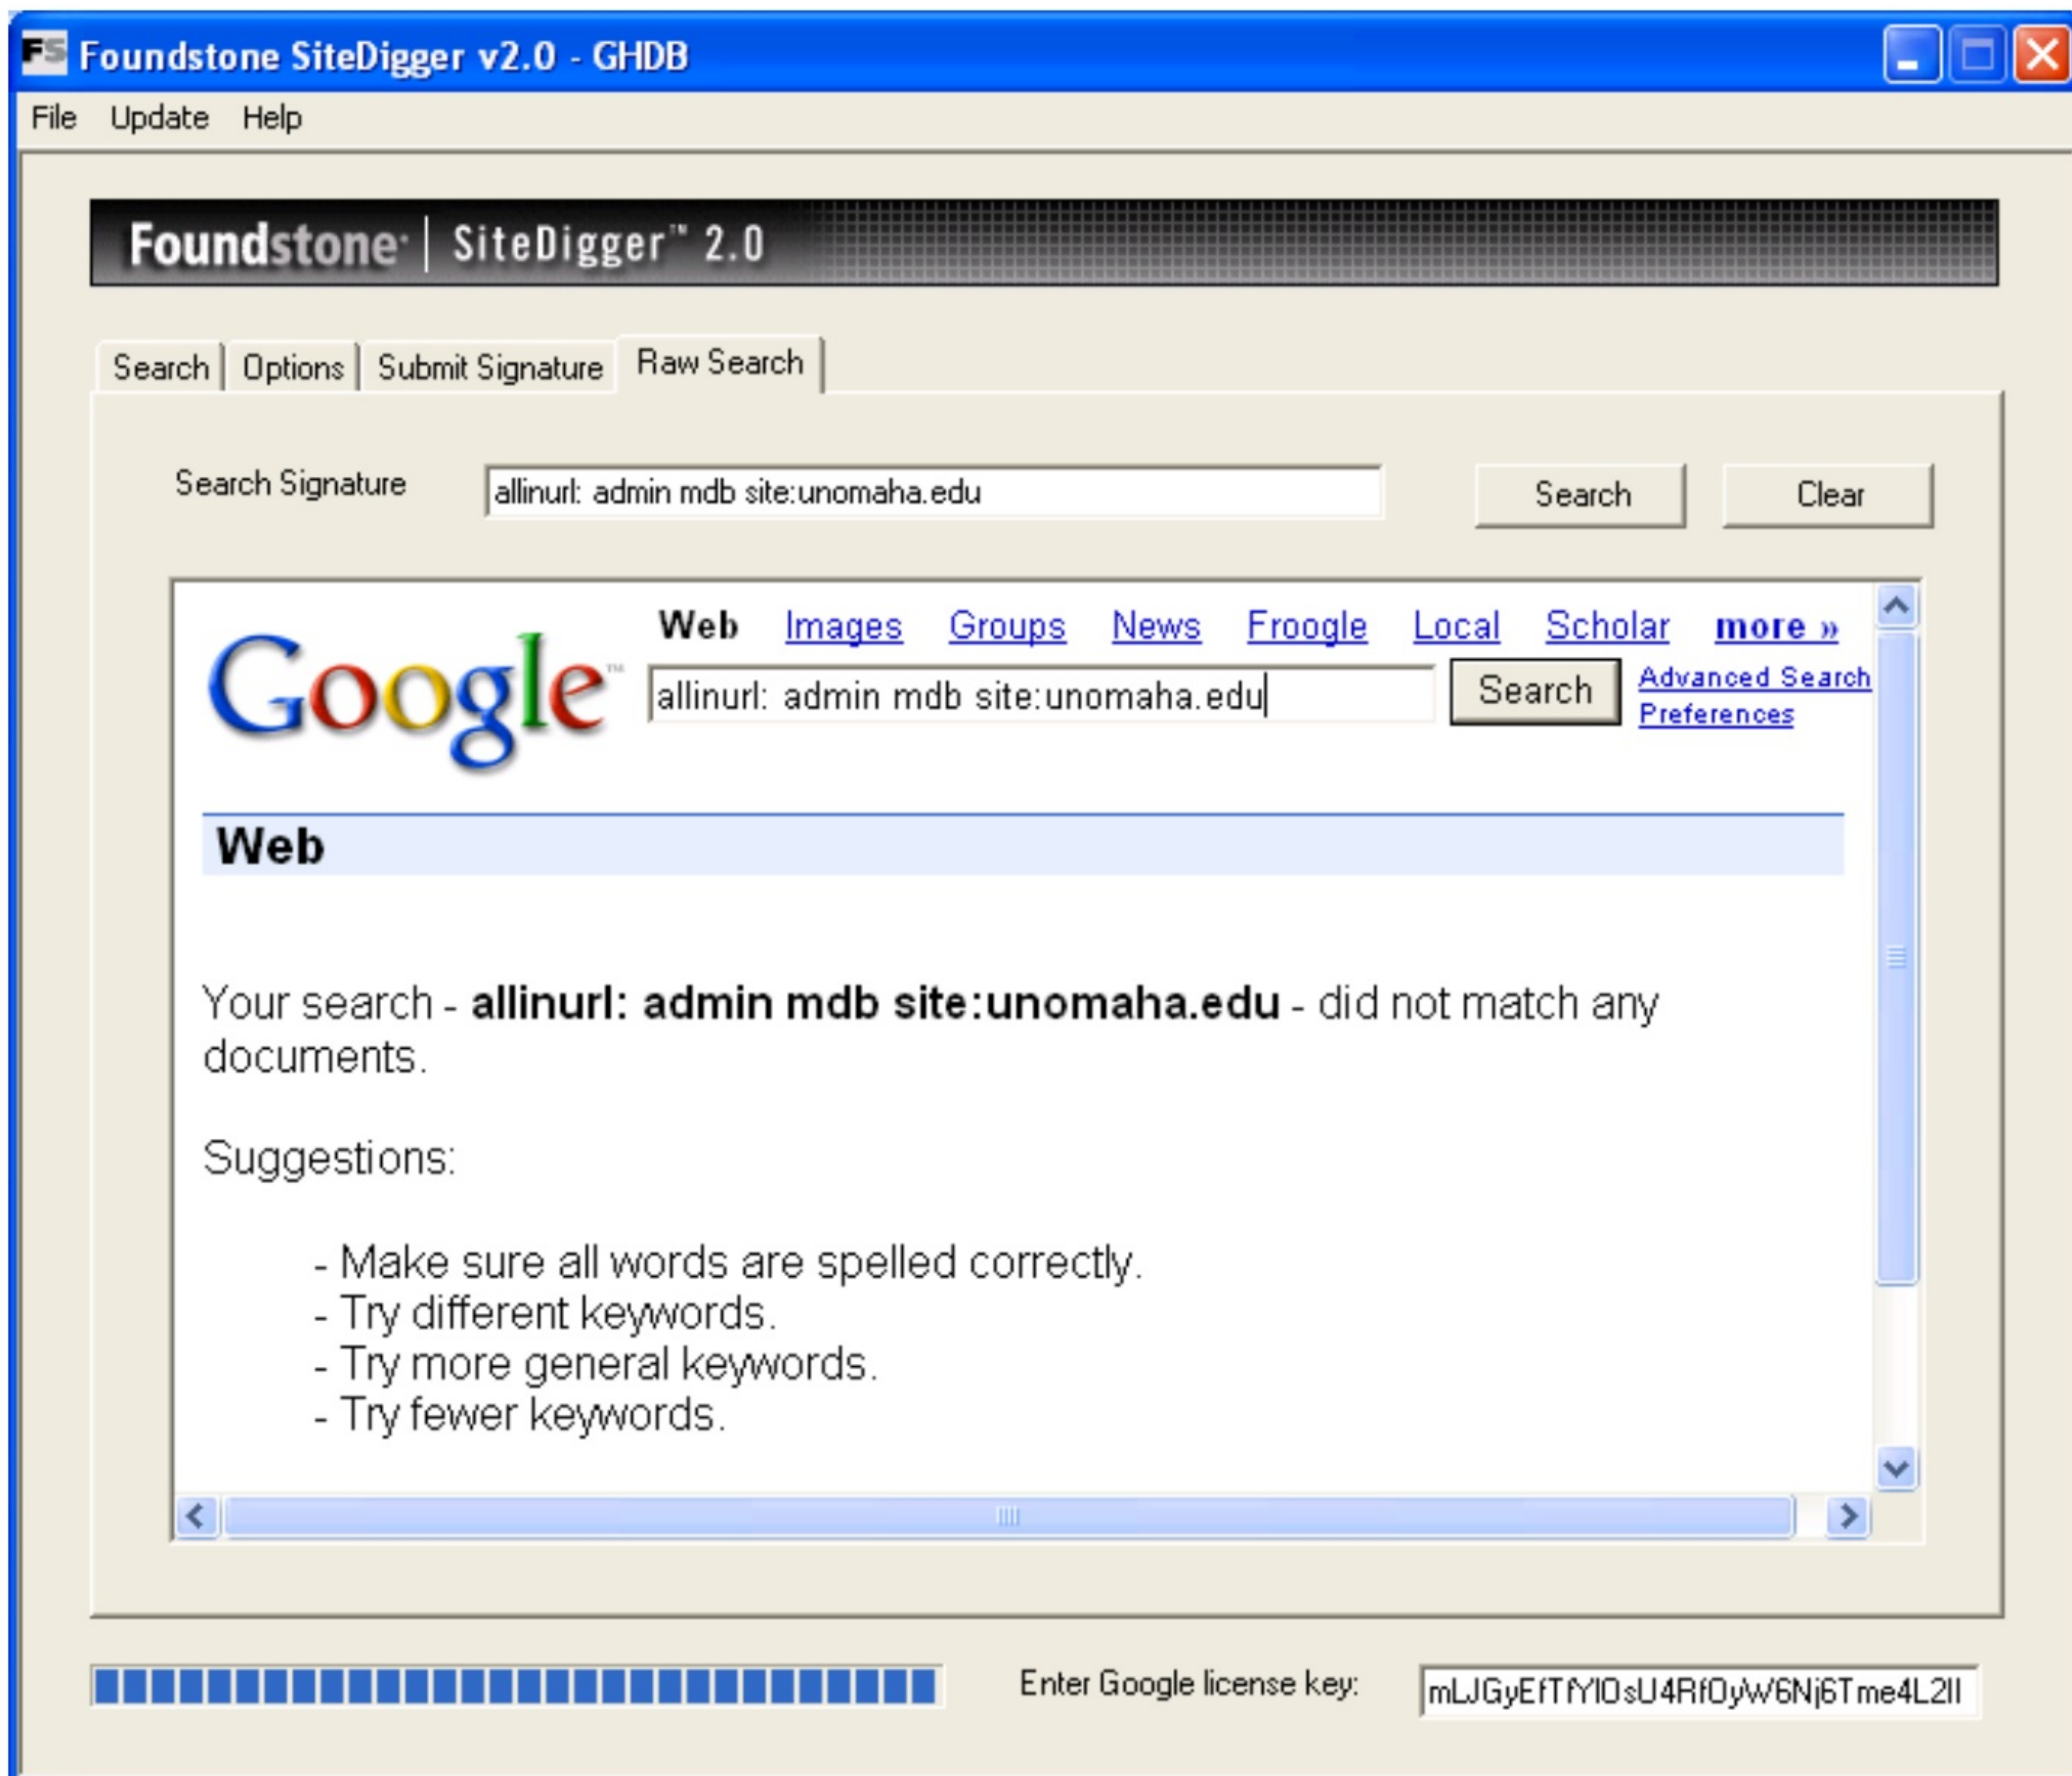 FS Foundstone SiteDigger v2.0 - GHDB
File Update Help
Foundstone | SiteDigger™ 2.0
Search Options Submit Signature Raw Search
Search Signature allinurl: admin mdb site:unomaha.edu Search Clear
Web Images Groups News Froogle Local Scholar more »
Google™ allinurl: admin mdb site:unomaha.edu Search Advanced Search
Preferences
Web
Your search - allinurl: admin mdb site:unomaha.edu - did not match any
documents.
Suggestions:
- Make sure all words are spelled correctly.
- Try different keywords.
- Try more general keywords.
- Try fewer keywords.
Enter Google license key: